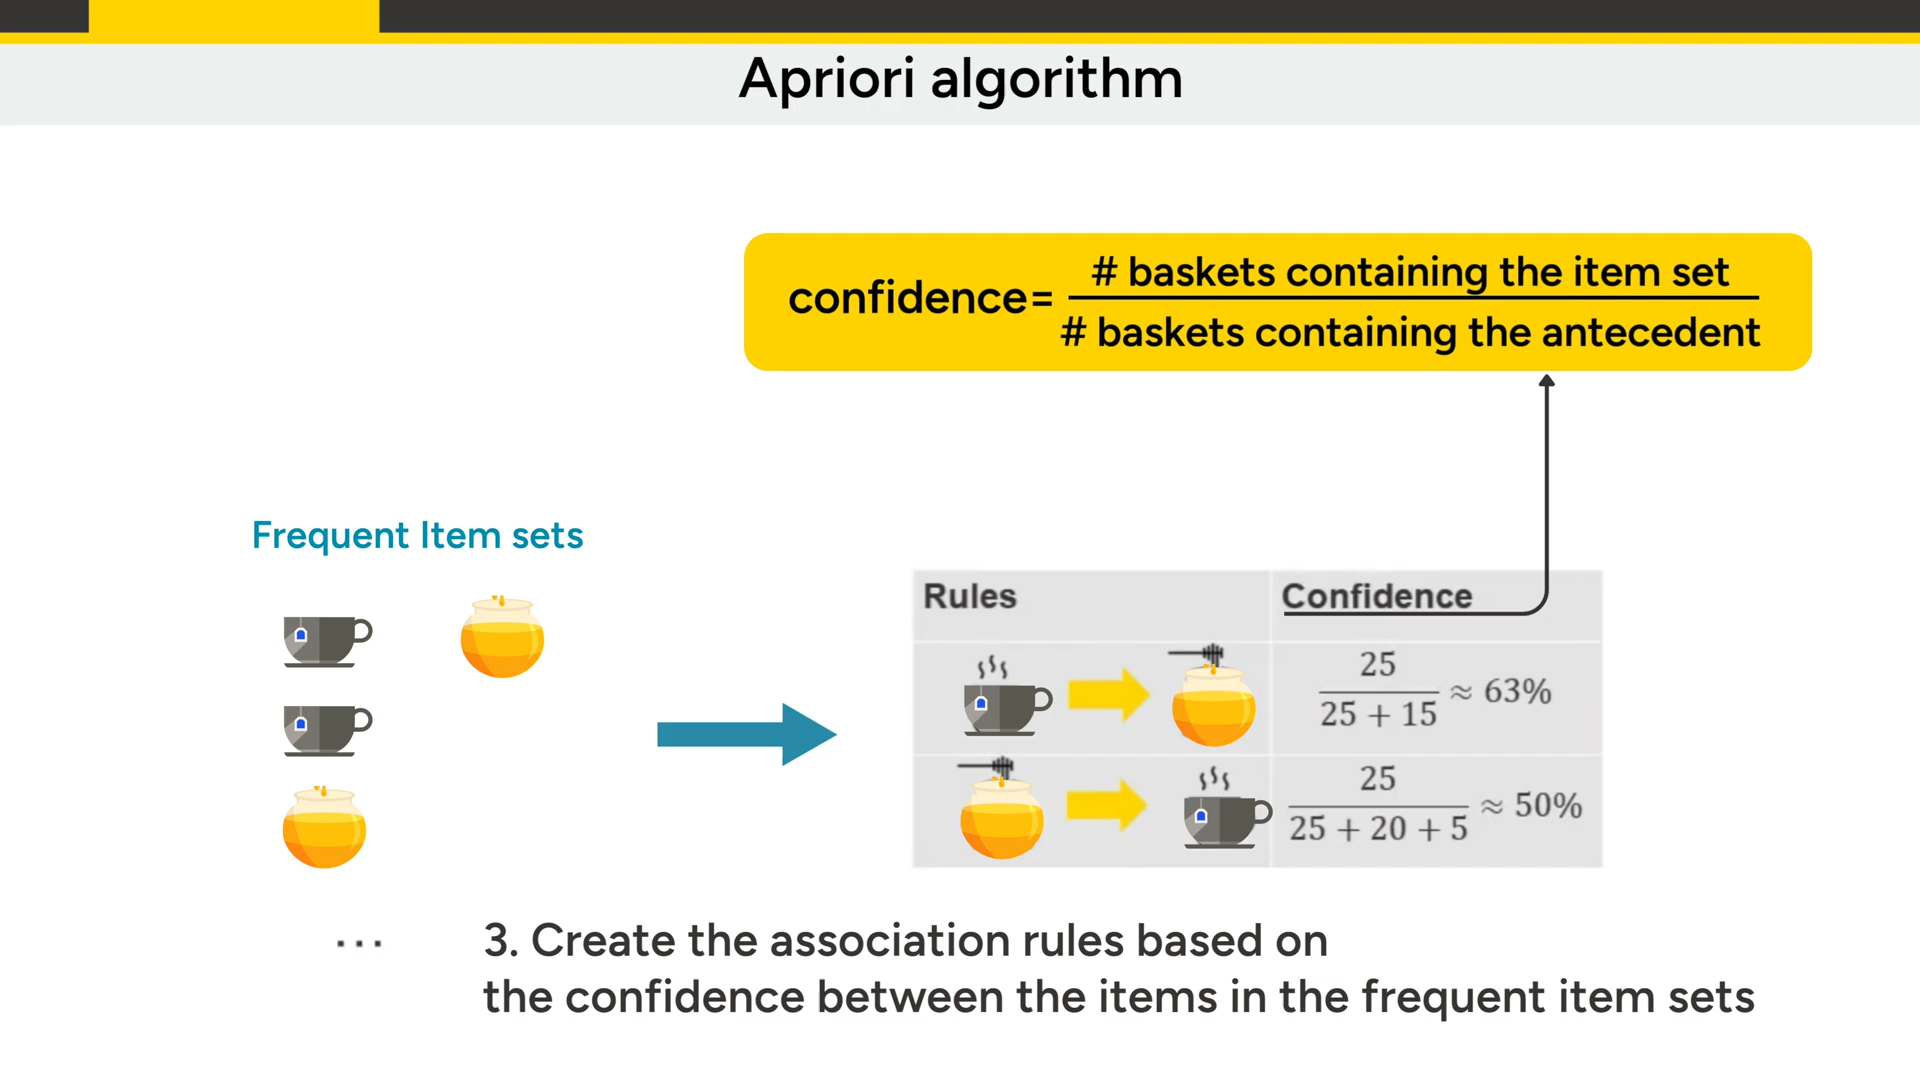 Apriori algorithm
confidence= # baskets containing the item set
# baskets containing the antecedent
Frequent Item sets
Rules Confidence
25
25 + 15 ≈ 63%
25
25 + 20 + 5 ≈ 50%
...
3. Create the association rules based on
the confidence between the items in the frequent item sets